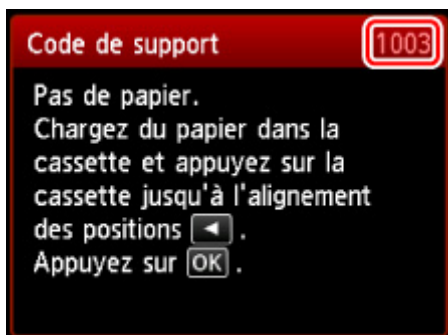 Code de support 1003
Pas de papier.
Chargez du papier dans la
cassette et appuyez sur la
cassette jusqu'à l'alignement
des positions ◀ .
Appuyez sur OK .